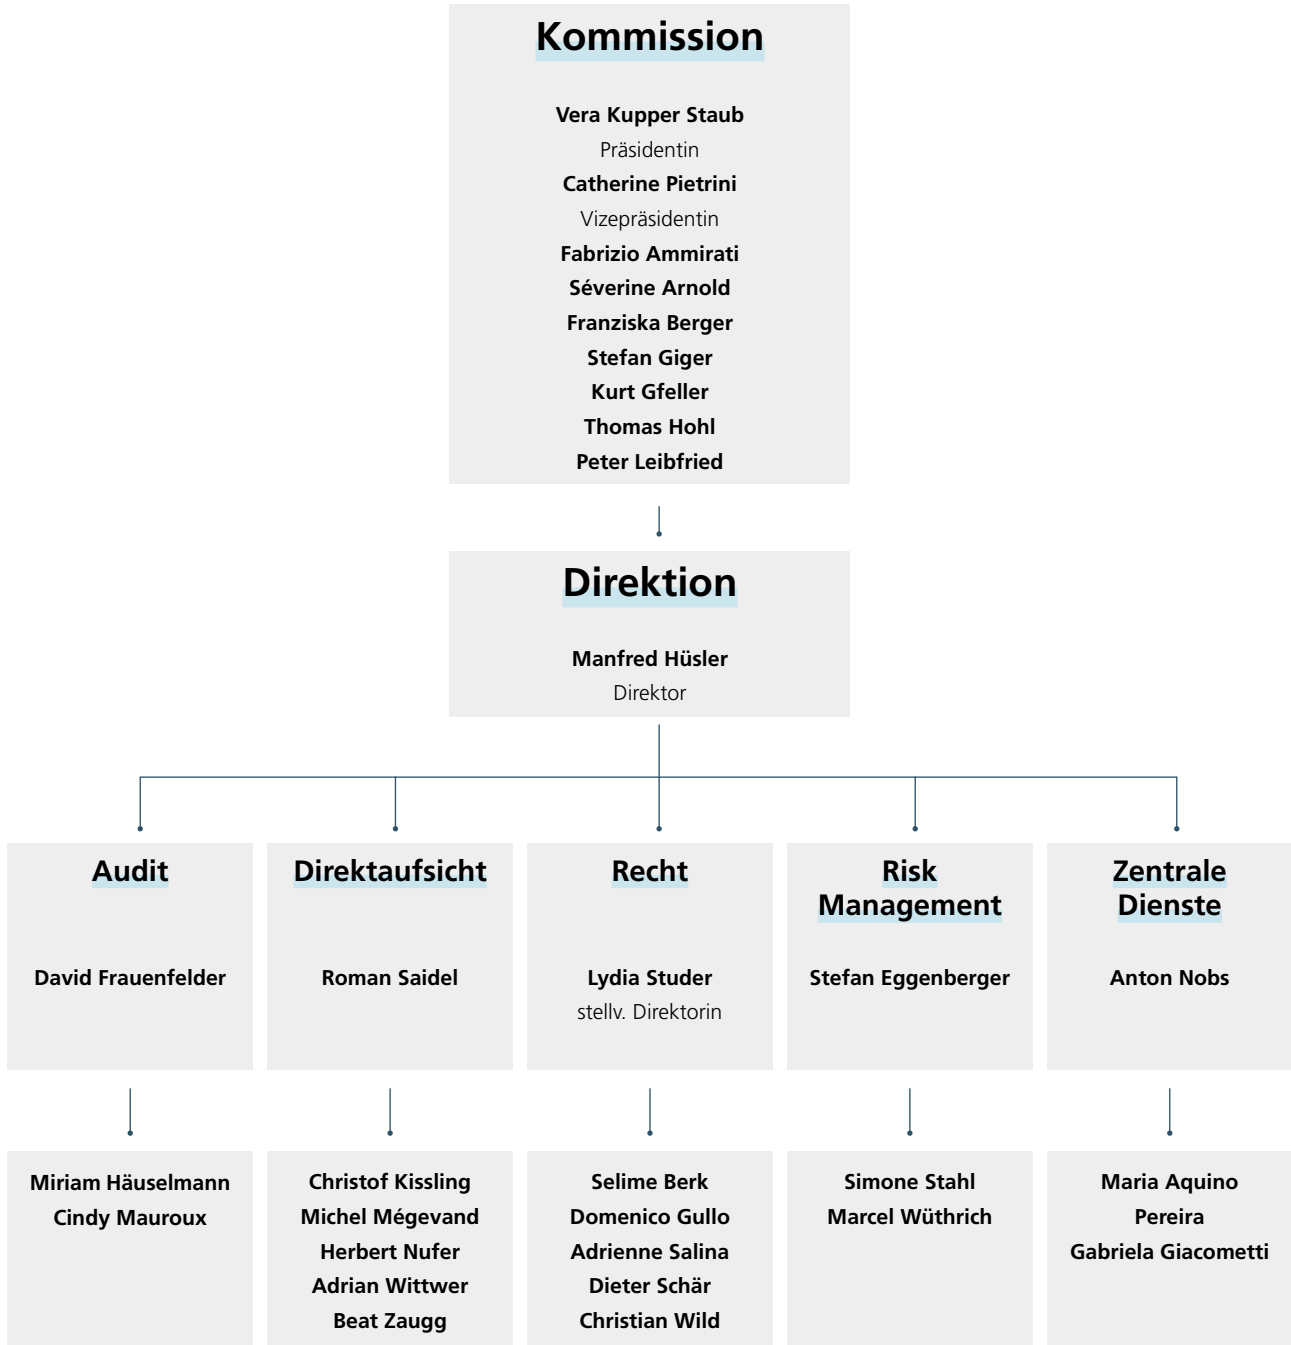 Kommission
Vera Kupper Staub
Präsidentin
Catherine Pietrini
Vizepräsidentin
Fabrizio Ammirati
Séverine Arnold
Franziska Berger
Stefan Giger
Kurt Gfeller
Thomas Hohl
Peter Leibfried
Direktion
Manfred Hüsler
Direktor
Audit
David Frauenfelder
Direktaufsicht
Roman Saidel
Recht
Lydia Studer
stellv. Direktorin
Risk
Management
Stefan Eggenberger
Zentrale
Dienste
Anton Nobs
Miriam Häuselmann
Cindy Mauroux
Christof Kissling
Michel Mégevand
Herbert Nufer
Adrian Wittwer
Beat Zaugg
Selime Berk
Domenico Gullo
Adrienne Salina
Dieter Schär
Christian Wild
Simone Stahl
Marcel Wüthrich
Maria Aquino
Pereira
Gabriela Giacometti